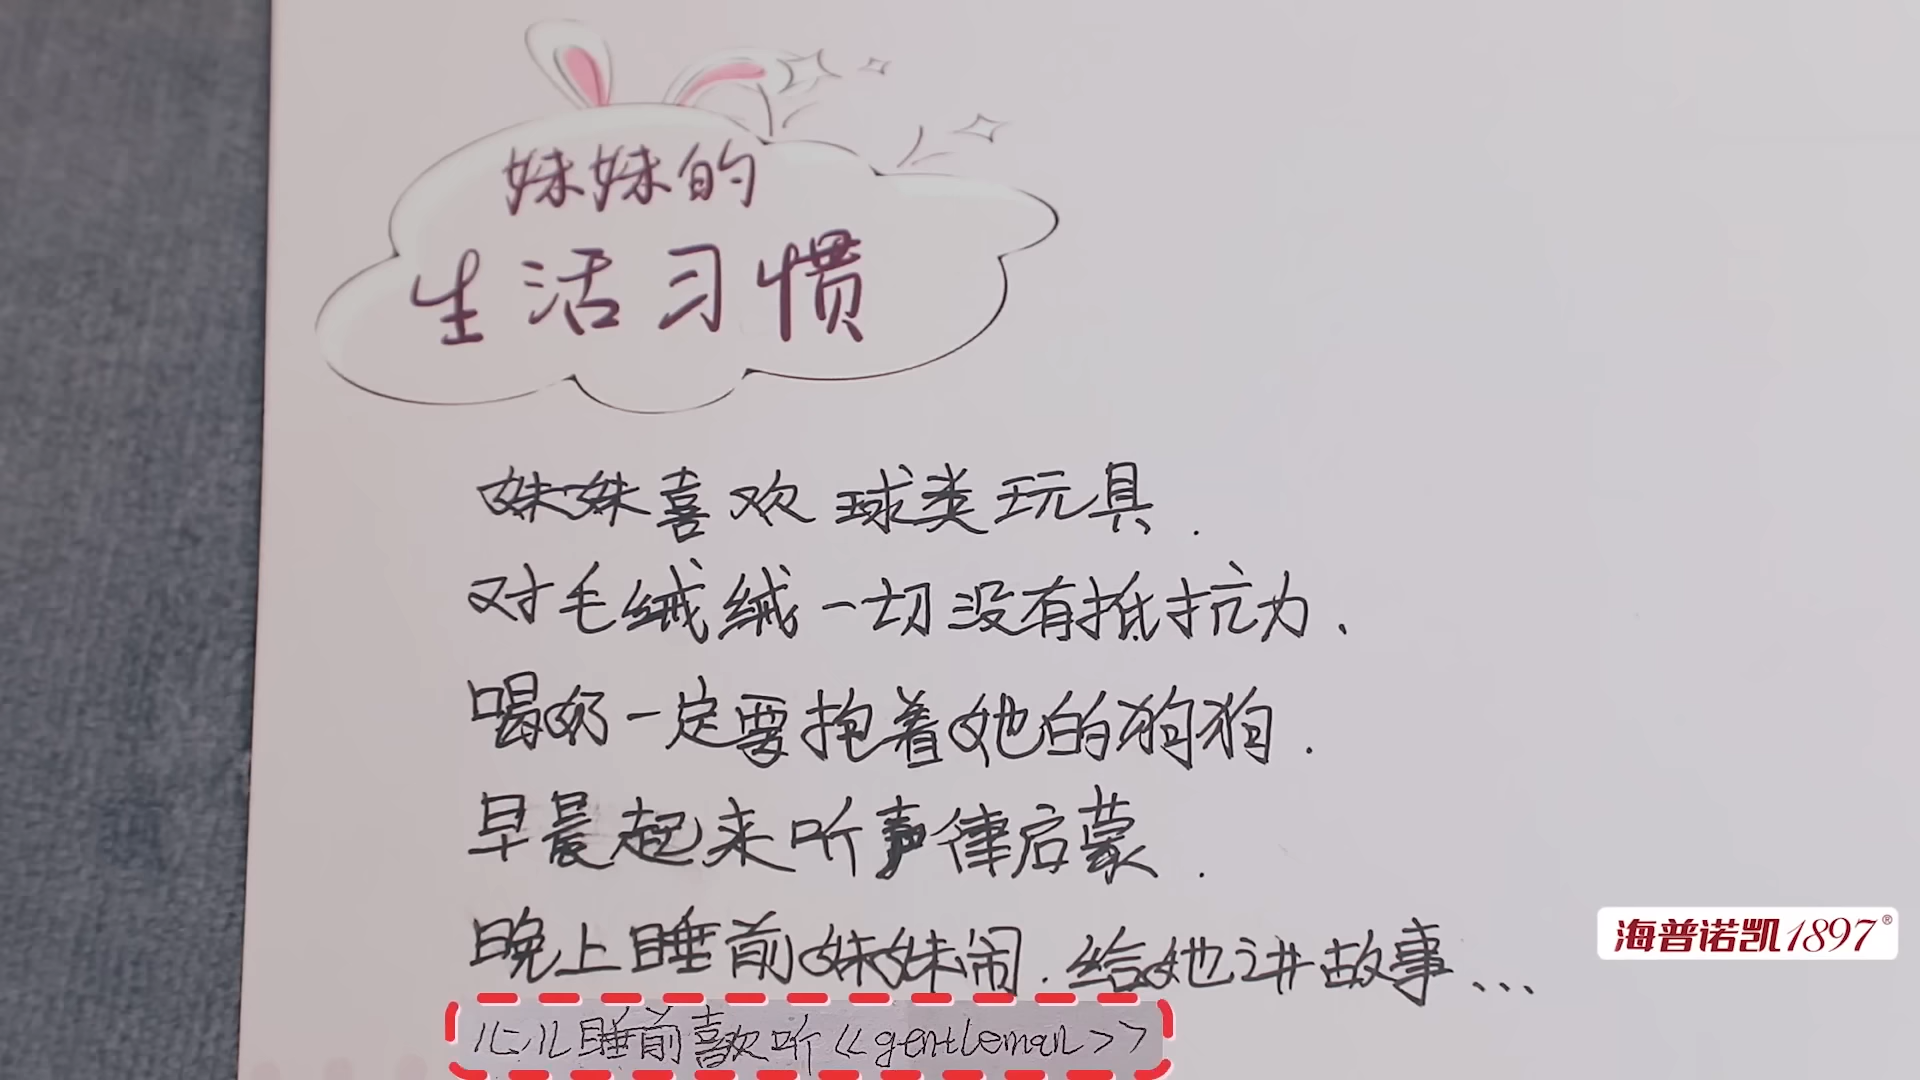 妹妹的
生活习惯
妹妹喜欢球类玩具.
对毛绒绒一切没有抵抗力.
喝奶一定要抱着她的狗狗.
早晨起来听声律启蒙.
晚上睡前妹妹闹.给她讲故事...
心儿睡前喜欢听《gentleman》
海普诺凯1897®